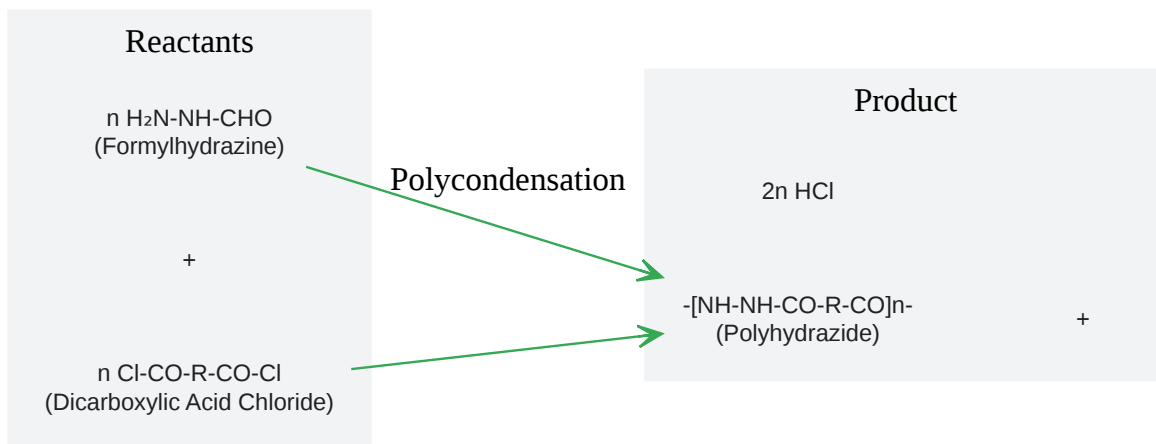 Reactants
n H₂N-NH-CHO
(Formylhydrazine)
+
n Cl-CO-R-CO-Cl
(Dicarboxylic Acid Chloride)
Polycondensation
Product
2n HCl
-[NH-NH-CO-R-CO]n-
(Polyhydrazide)
+